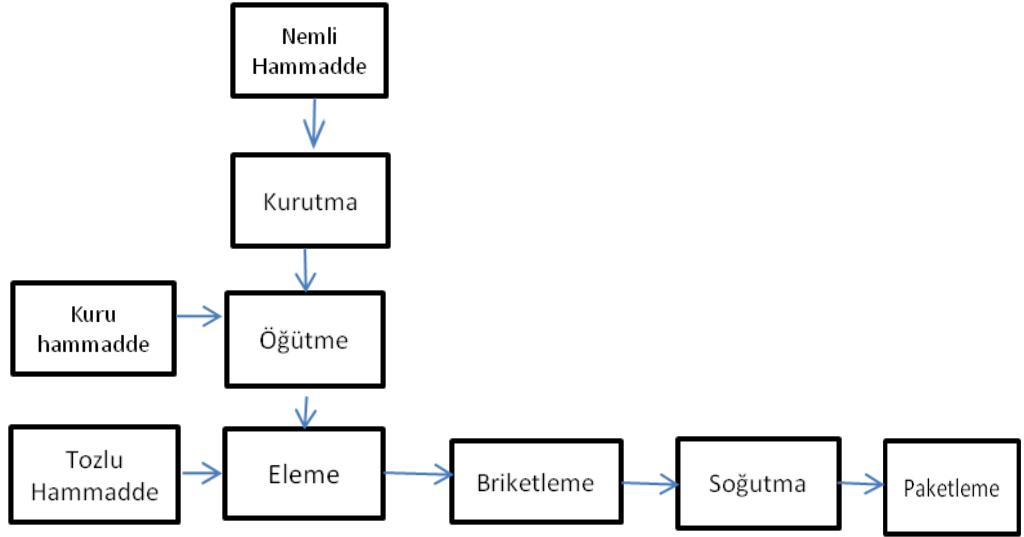 Nemli
Hammadde
Kurutma
Kuru
hammadde
Öğütme
Tozlu
Hammadde
Eleme
Briketleme
Soğutma
Paketleme